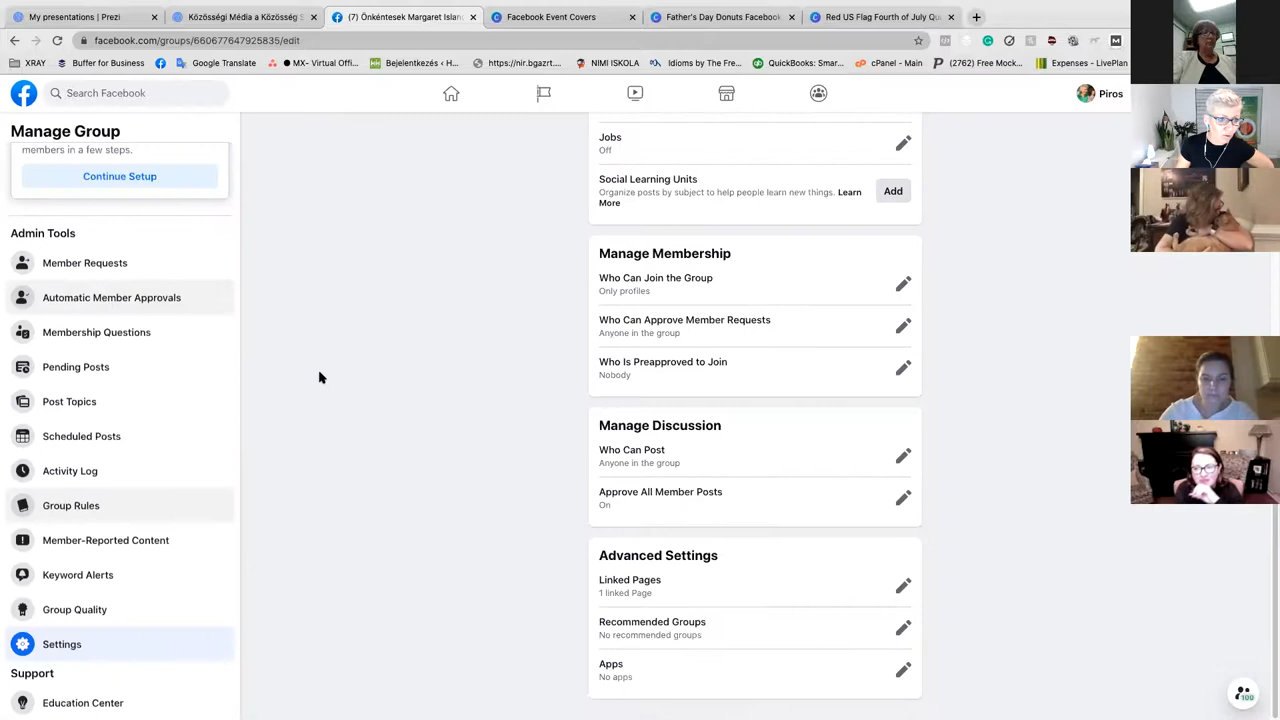 My presentations | Prezi
Közösségi Média a Közösség S
(7) Önkéntesek Margaret Islan
Facebook Event Covers
Father's Day Donuts Facebook
Red US Flag Fourth of July Qu
facebook.com/groups/660677647925835/edit
XRAY
Buffer for Business
Google Translate
MX- Virtual Offi...
Bejelentkezés ‹ H...
https://nir.bgazrt....
NIMI ISKOLA
Idioms by The Fre...
QuickBooks: Smar...
cPanel - Main
(2762) Free Mock...
Expenses - LivePlan
Search Facebook
Piros
Manage Group
members in a few steps.
Continue Setup
Admin Tools
Member Requests
Automatic Member Approvals
Membership Questions
Pending Posts
Post Topics
Scheduled Posts
Activity Log
Group Rules
Member-Reported Content
Keyword Alerts
Group Quality
Settings
Support
Education Center
Jobs
Off
Social Learning Units
Organize posts by subject to help people learn new things. Learn
More
Add
Manage Membership
Who Can Join the Group
Only profiles
Who Can Approve Member Requests
Anyone in the group
Who Is Preapproved to Join
Nobody
Manage Discussion
Who Can Post
Anyone in the group
Approve All Member Posts
On
Advanced Settings
Linked Pages
1 linked Page
Recommended Groups
No recommended groups
Apps
No apps
100